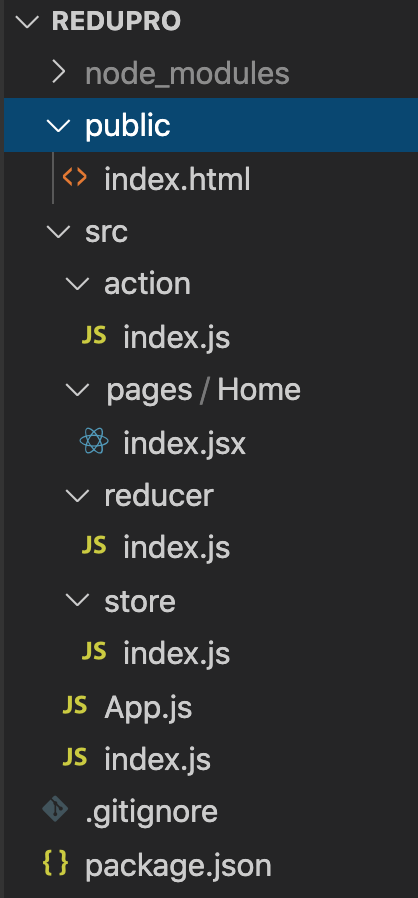 REDUPRO
node_modules
public
<> index.html
src
action
JS index.js
pages / Home
index.jsx
reducer
JS index.js
store
JS index.js
JS App.js
JS index.js
.gitignore
{} package.json